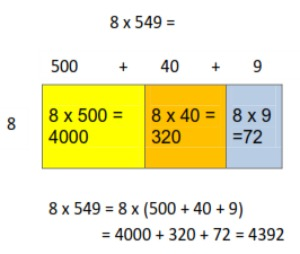 8 x 549 =
500 + 40 + 9
8
8 x 500 =
4000
8 x 40 =
320
8 x 9
=72
8 x 549 = 8 x (500 + 40 + 9)
= 4000 + 320 + 72 = 4392